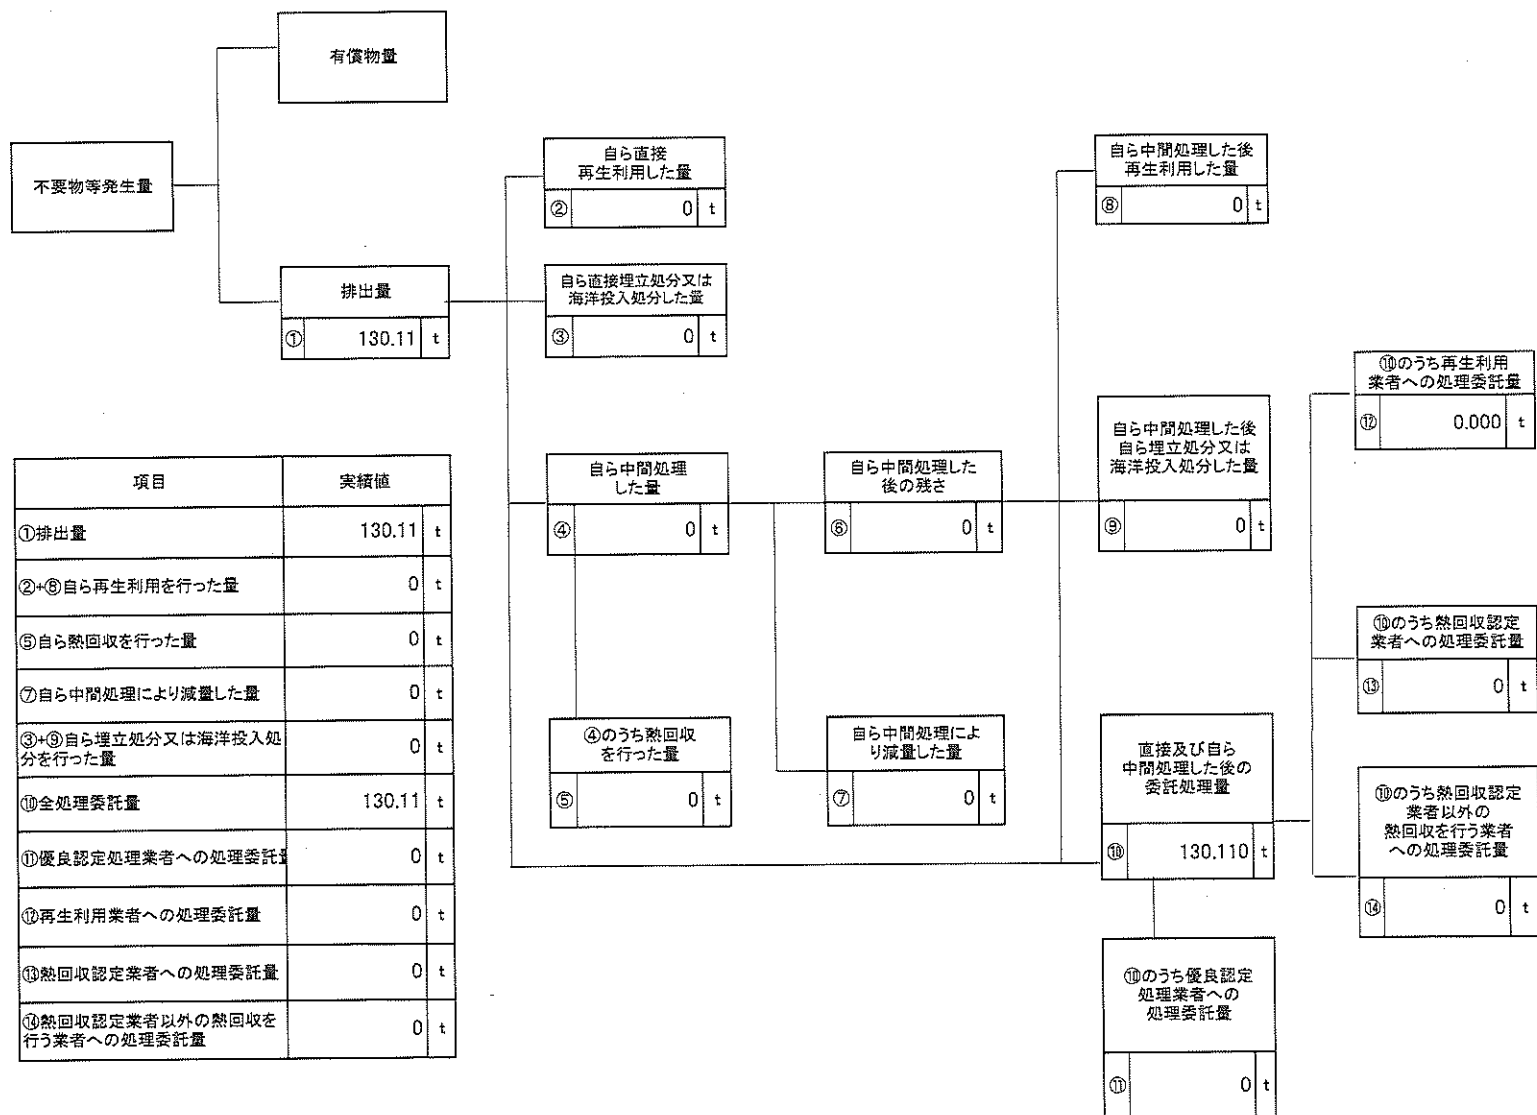 有償物量
不要物等発生量
排出量
① 130.11 t
自ら直接
再生利用した量
② 0 t
自ら直接埋立処分又は
海洋投入処分した量
③ 0 t
自ら中間処理
した量
④ 0 t
④のうち熱回収
を行った量
⑤ 0 t
自ら中間処理した
後の残さ
⑥ 0 t
自ら中間処理によ
り減量した量
⑦ 0 t
自ら中間処理した後
再生利用した量
⑧ 0 t
自ら中間処理した後
自ら埋立処分又は
海洋投入処分した量
⑨ 0 t
直接及び自ら
中間処理した後の
委託処理量
⑩ 130.110 t
⑩のうち優良認定
処理業者への
処理委託量
⑪ 0 t
⑩のうち再生利用
業者への処理委託量
⑫ 0.000 t
⑩のうち熱回収認定
業者への処理委託量
⑬ 0 t
⑩のうち熱回収認定
業者以外の
熱回収を行う業者
への処理委託量
⑭ 0 t
項目 実績値
①排出量 130.11 t
②+⑧自ら再生利用を行った量 0 t
⑤自ら熱回収を行った量 0 t
⑦自ら中間処理により減量した量 0 t
③+⑨自ら埋立処分又は海洋投入処
分を行った量 0 t
⑩全処理委託量 130.11 t
⑪優良認定処理業者への処理委託量 0 t
⑫再生利用業者への処理委託量 0 t
⑬熱回収認定業者への処理委託量 0 t
⑭熱回収認定業者以外の熱回収を
行う業者への処理委託量 0 t